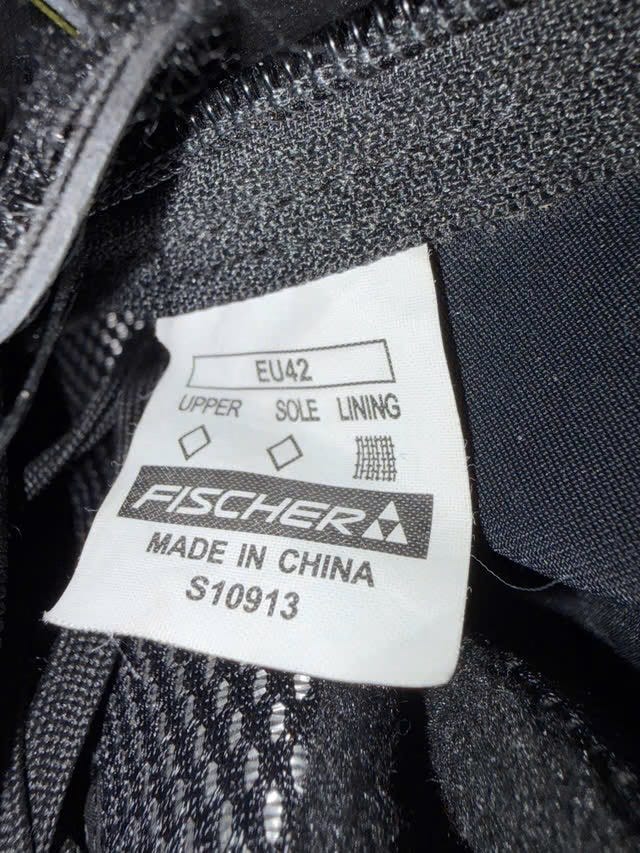 EU42
UPPER SOLE LINING
FISCHER
MADE IN CHINA
S10913